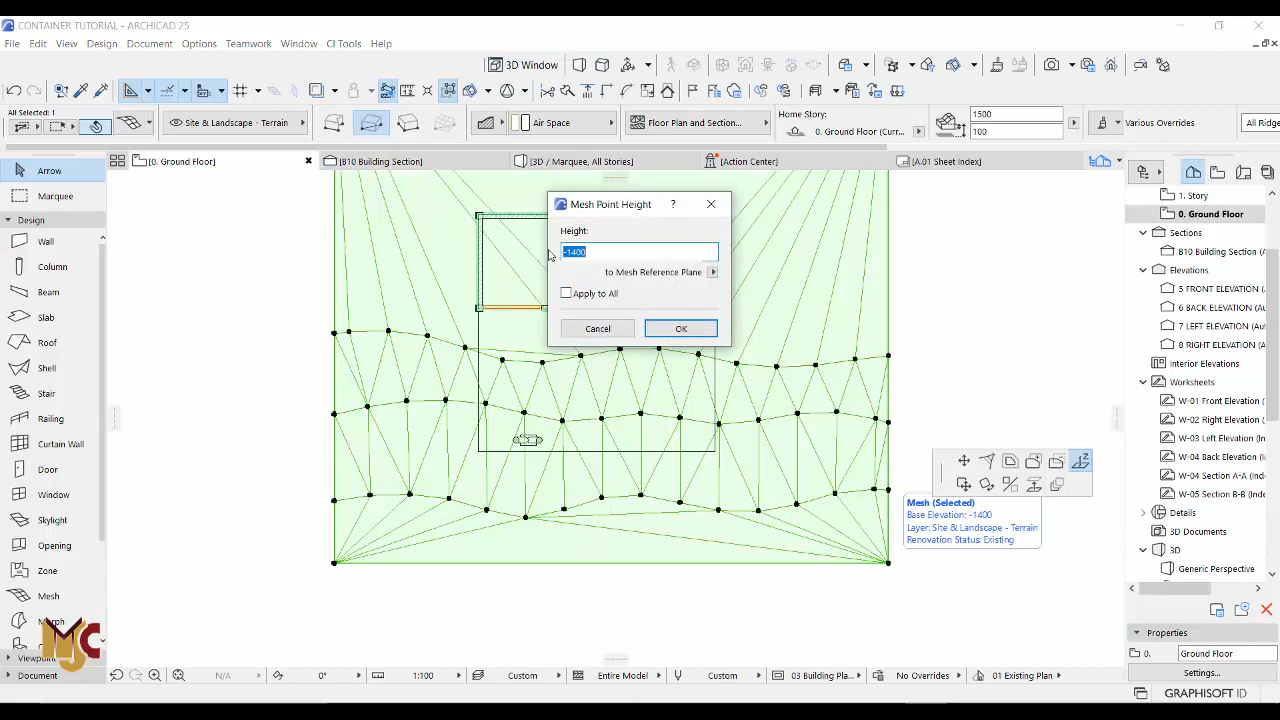 CONTAINER TUTORIAL - ARCHICAD 25
File Edit View Design Document Options Teamwork Window CI Tools Help
3D Window
All Selected: 1
Site & Landscape - Terrain
Air Space
Floor Plan and Section...
Home Story:
0. Ground Floor (Curr...
1500
100
Various Overrides
All Ridge
[0. Ground Floor]
[B10 Building Section]
[3D / Marquee, All Stories]
[Action Center]
[A.01 Sheet Index]
Arrow
Marquee
Design
Wall
Column
Beam
Slab
Roof
Shell
Stair
Railing
Curtain Wall
Door
Window
Skylight
Opening
Zone
Mesh
Morph
MJC
Viewpoint
Document
Mesh Point Height
?
Height:
-1400
to Mesh Reference Plane
Apply to All
Cancel
OK
Mesh (Selected)
Base Elevation: -1400
Layer: Site & Landscape - Terrain
Renovation Status: Existing
1. Story
0. Ground Floor
Sections
B10 Building Section
Elevations
5 FRONT ELEVATION
6 BACK ELEVATION
7 LEFT ELEVATION
8 RIGHT ELEVATION
Interior Elevations
Worksheets
W-01 Front Elevation
W-02 Right Elevation
W-03 Left Elevation
W-04 Back Elevation
W-04 Section A-A
W-05 Section B-B
Details
3D Documents
3D
Generic Perspective
Properties
0.
Ground Floor
Settings...
N/A
0°
1:100
Custom
Entire Model
Custom
03 Building Pla...
No Overrides
01 Existing Plan
GRAPHISOFT ID